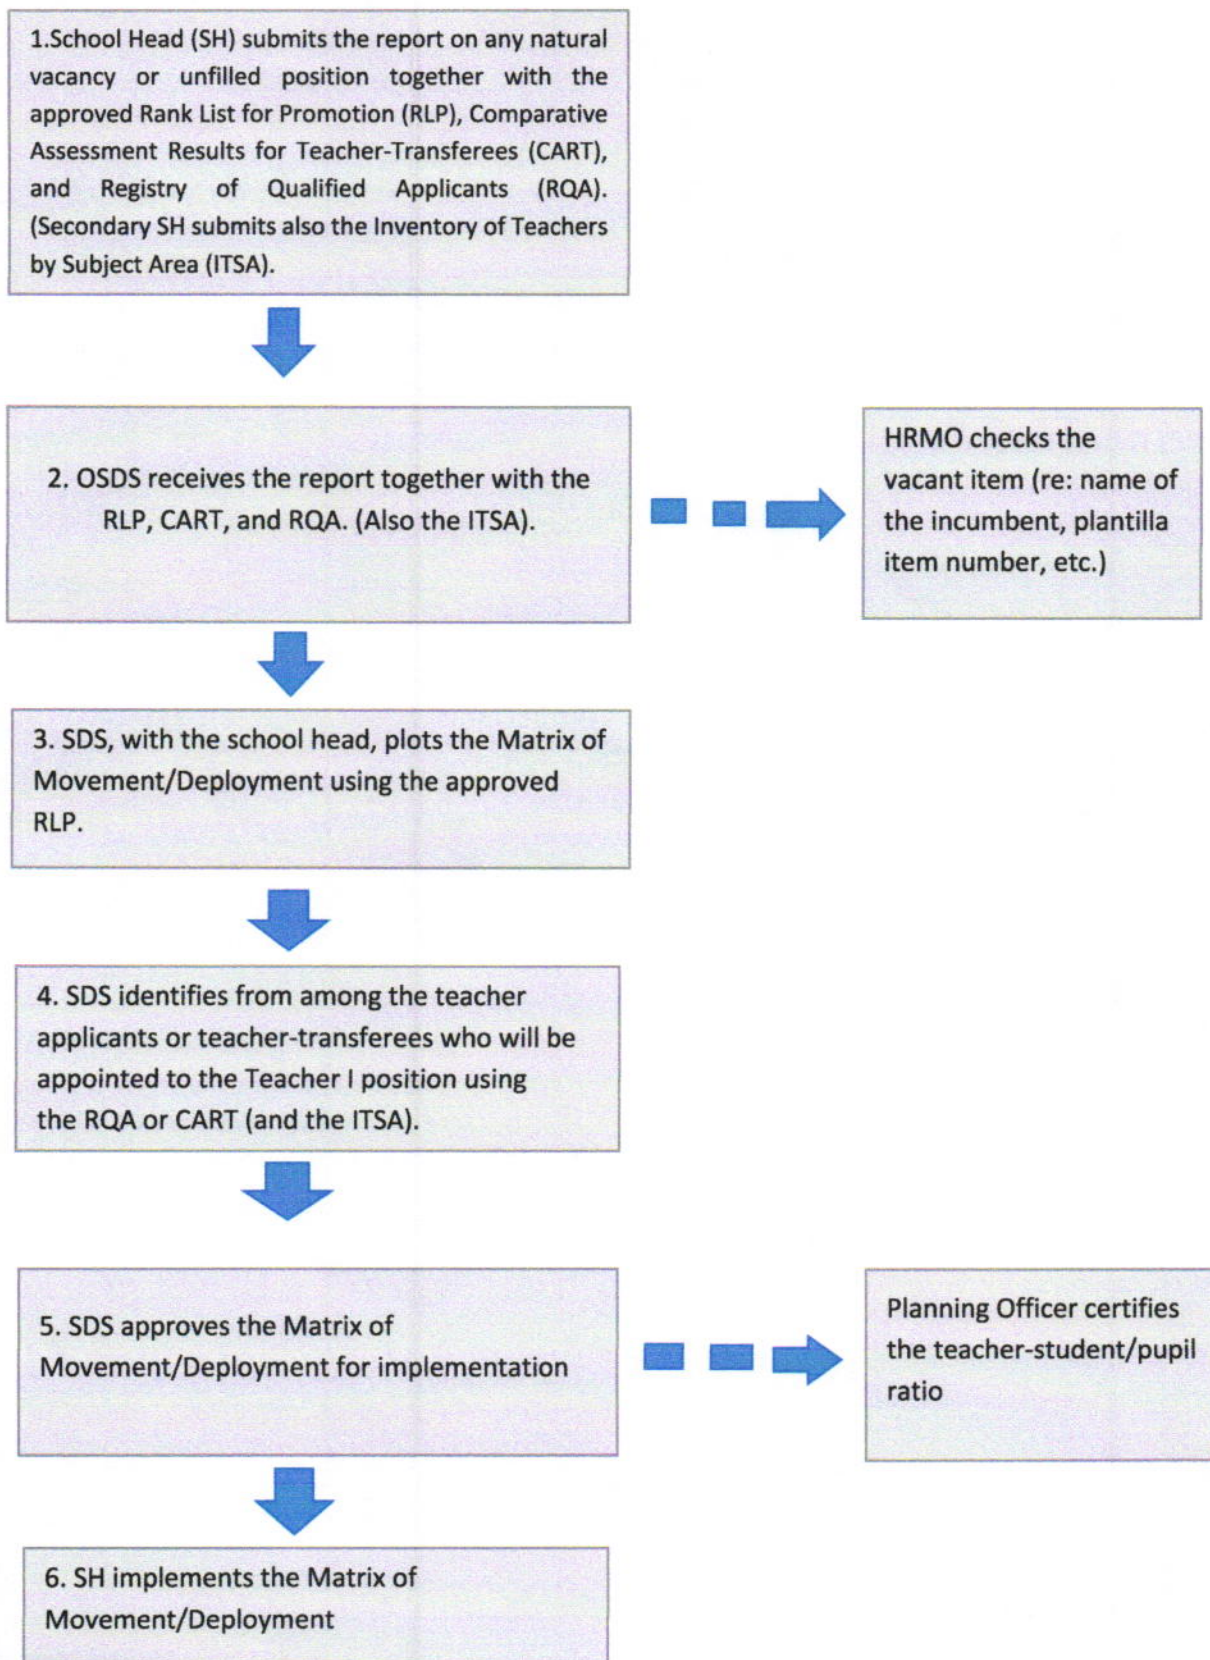 1.School Head (SH) submits the report on any natural
vacancy or unfilled position together with the
approved Rank List for Promotion (RLP), Comparative
Assessment Results for Teacher-Transferees (CART),
and Registry of Qualified Applicants (RQA).
(Secondary SH submits also the Inventory of Teachers
by Subject Area (ITSA).
2. OSDS receives the report together with the
RLP, CART, and RQA. (Also the ITSA).
HRMO checks the
vacant item (re: name of
the incumbent, plantilla
item number, etc.)
3. SDS, with the school head, plots the Matrix of
Movement/Deployment using the approved
RLP.
4. SDS identifies from among the teacher
applicants or teacher-transferees who will be
appointed to the Teacher I position using
the RQA or CART (and the ITSA).
5. SDS approves the Matrix of
Movement/Deployment for implementation
Planning Officer certifies
the teacher-student/pupil
ratio
6. SH implements the Matrix of
Movement/Deployment